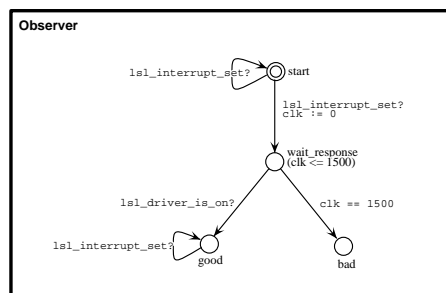 Observer
lsl_interrupt_set?
start
lsl_interrupt_set?
clk := 0
wait_response
(clk <= 1500)
lsl_driver_is_on?
clk == 1500
lsl_interrupt_set?
good
bad